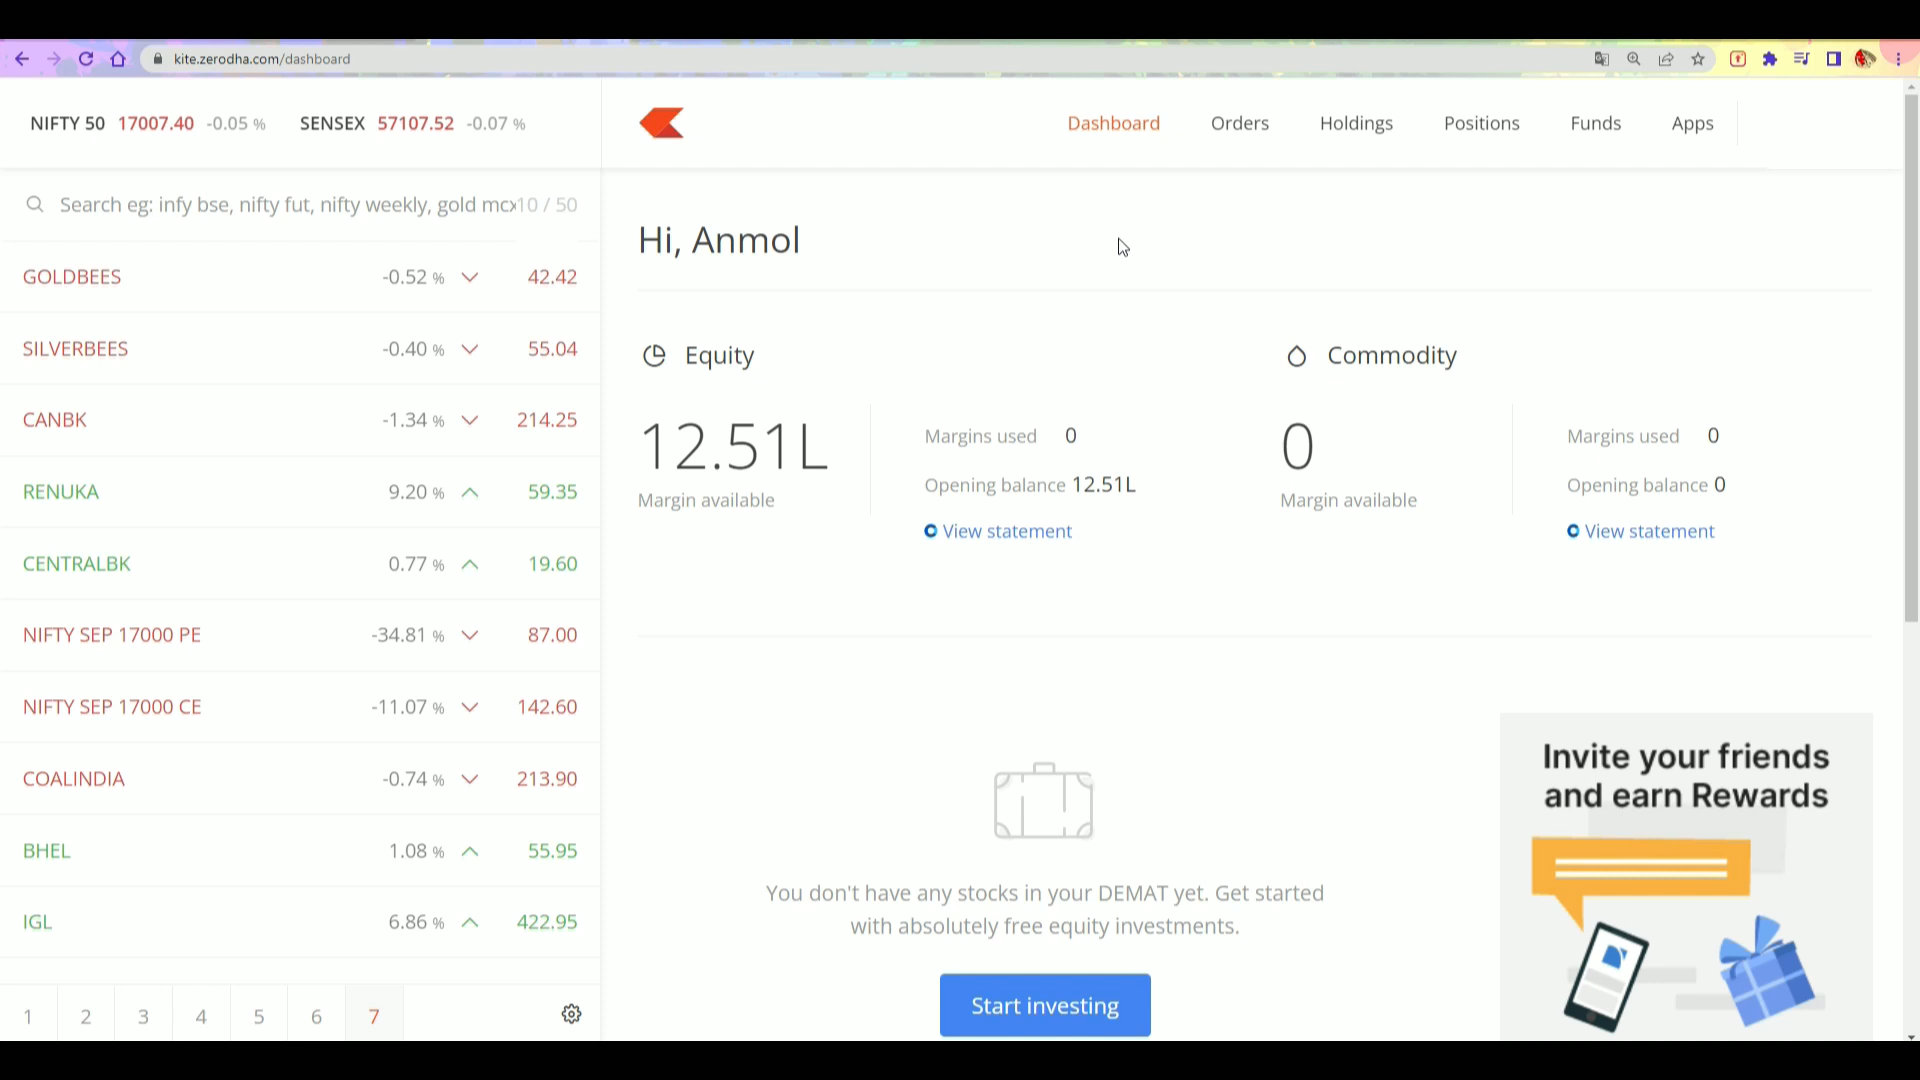 kite.zerodha.com/dashboard
NIFTY 50 17007.40 -0.05 % SENSEX 57107.52 -0.07 %
Dashboard Orders Holdings Positions Funds Apps
Search eg: infy bse, nifty fut, nifty weekly, gold mcx 10 / 50
GOLDBEES -0.52 % 42.42
SILVERBEES -0.40 % 55.04
CANBK -1.34 % 214.25
RENUKA 9.20 % 59.35
CENTRALBK 0.77 % 19.60
NIFTY SEP 17000 PE -34.81 % 87.00
NIFTY SEP 17000 CE -11.07 % 142.60
COALINDIA -0.74 % 213.90
BHEL 1.08 % 55.95
IGL 6.86 % 422.95
1 2 3 4 5 6 7
Hi, Anmol
Equity
12.51L
Margin available
Margins used 0
Opening balance 12.51L
View statement
Commodity
0
Margin available
Margins used 0
Opening balance 0
View statement
You don't have any stocks in your DEMAT yet. Get started
with absolutely free equity investments.
Start investing
Invite your friends
and earn Rewards